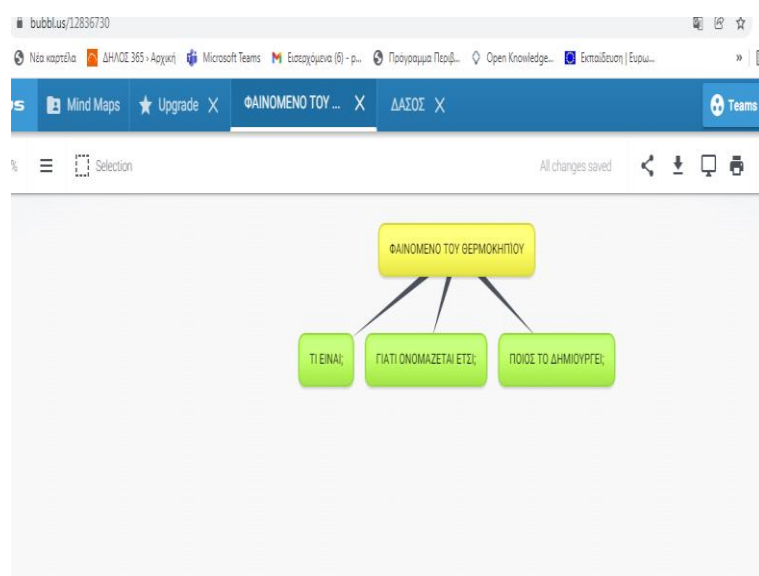 bubbl.us/12836730
Νέα καρτέλα ΔΗΛΟΣ 365 › Αρχική Microsoft Teams Εισερχόμενα (6) - p... Πρόγραμμα Περιβ... Open Knowledge... Εκπαίδευση | Ευρω... »
us Mind Maps Upgrade X ΦΑΙΝΟΜΕΝΟ ΤΟΥ ... X ΔΑΣΟΣ X Teams
% Selection All changes saved
ΦΑΙΝΟΜΕΝΟ ΤΟΥ ΘΕΡΜΟΚΗΠΙΟΥ
ΤΙ ΕΙΝΑΙ; ΓΙΑΤΙ ΟΝΟΜΑΖΕΤΑΙ ΕΤΣΙ; ΠΟΙΟΣ ΤΟ ΔΗΜΙΟΥΡΓΕΙ;